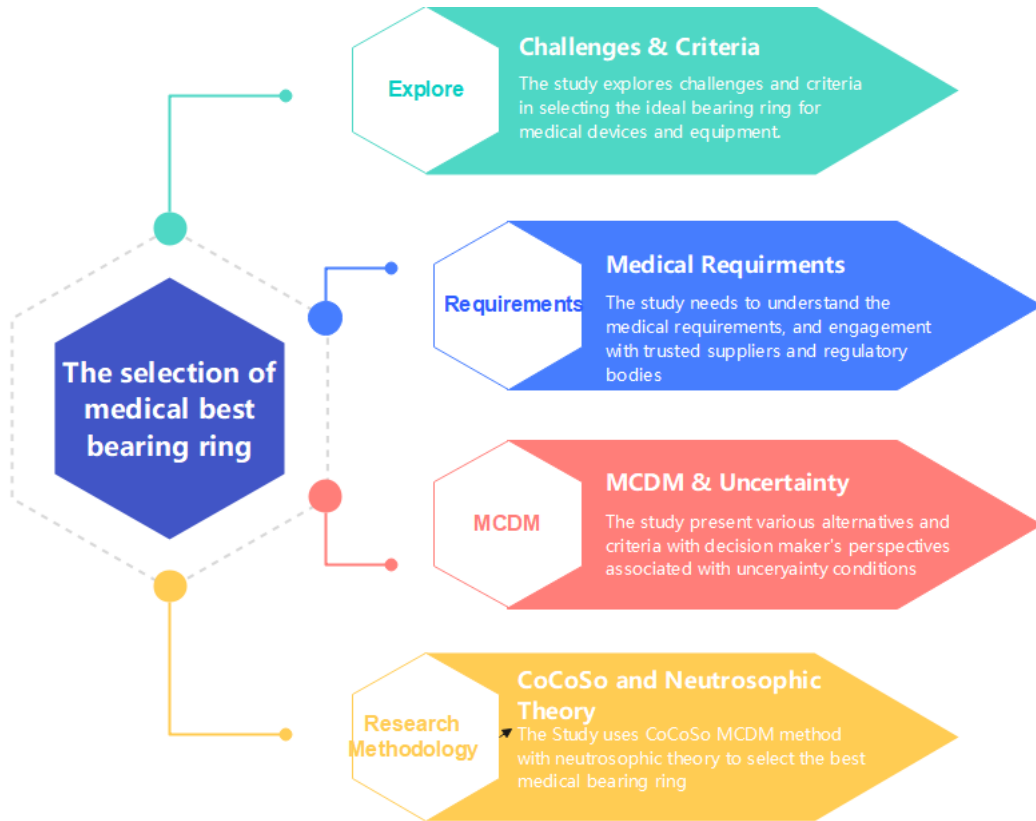 The selection of
medical best
bearing ring
Explore
Challenges & Criteria
The study explores challenges and criteria
in selecting the ideal bearing ring for
medical devices and equipment.
Requirements
Medical Requirments
The study needs to understand the
medical requirements, and engagement
with trusted suppliers and regulatory
bodies
MCDM
MCDM & Uncertainty
The study present various alternatives and
criteria with decision maker's perspectives
associated with unceryainty conditions
Research
Methodology
CoCoSo and Neutrosophic
Theory
The Study uses CoCoSo MCDM method
with neutrosophic theory to select the best
medical bearing ring